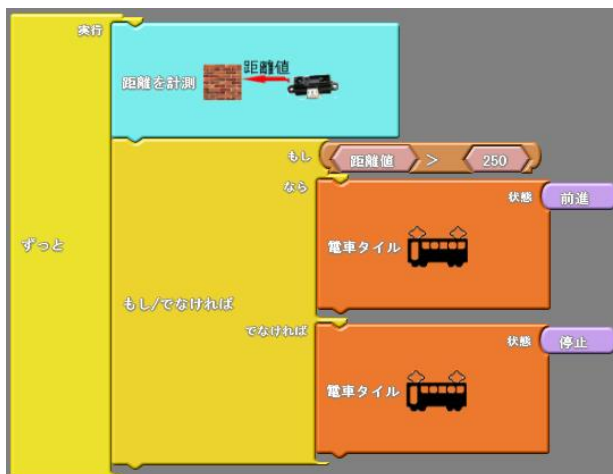 実行
距離を計測
距離値
もし
距離値 > 250
なら
状態 前進
電車タイル
ずっと
もし/でなければ
でなければ
状態 停止
電車タイル